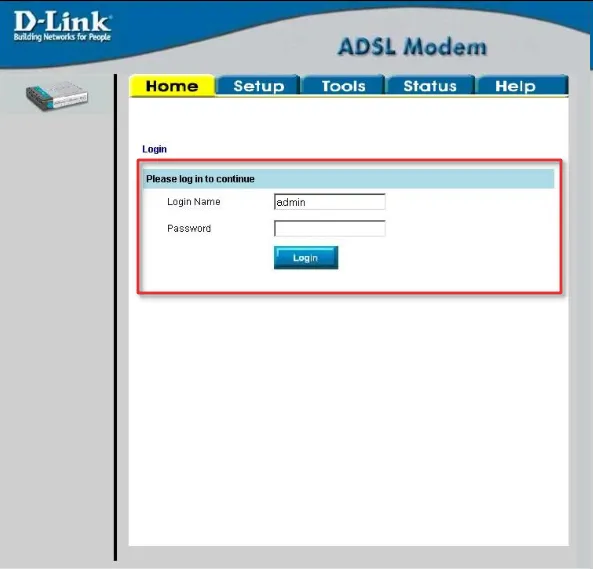 D-Link
Building Networks for People
ADSL Modem
Home Setup Tools Status Help
Login
Please log in to continue
Login Name admin
Password
Login